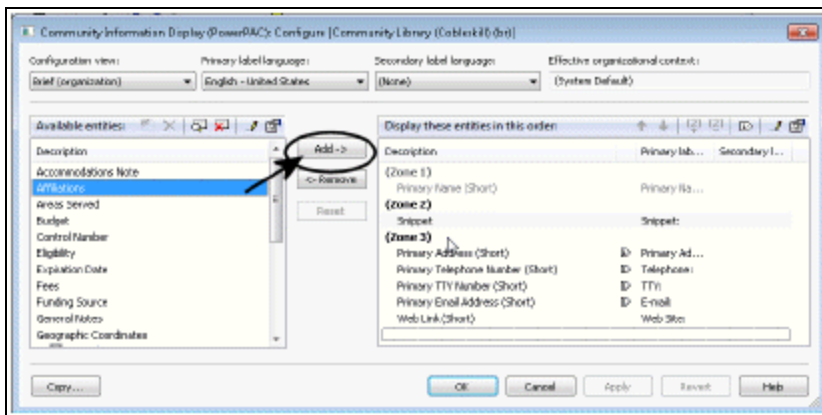 Community Information Display (PowerPAC): Configure [Community Library (Cobleskill) (br)]
Configuration view: Primary label language: Secondary label language: Effective organizational context:
Brief (organization) English - United States (None) (System Default)
Available entities: Display these entities in this order:
Description Add -> Description Primary lab... Secondary l...
Accommodations Note (Zone 1)
Affiliations <- Remove Primary Name (Short) Primary Na...
Areas Served (Zone 2)
Budget Reset Snippet Snippet:
Control Number (Zone 3)
Eligibility Primary Address (Short) Primary Ad...
Expiration Date Primary Telephone Number (Short) Telephone:
Fees Primary TTY Number (Short) TTY:
Funding Source Primary Email Address (Short) E-mail:
General Notes Web Link (Short) Web Site:
Geographic Coordinates
Copy... OK Cancel Apply Revert Help